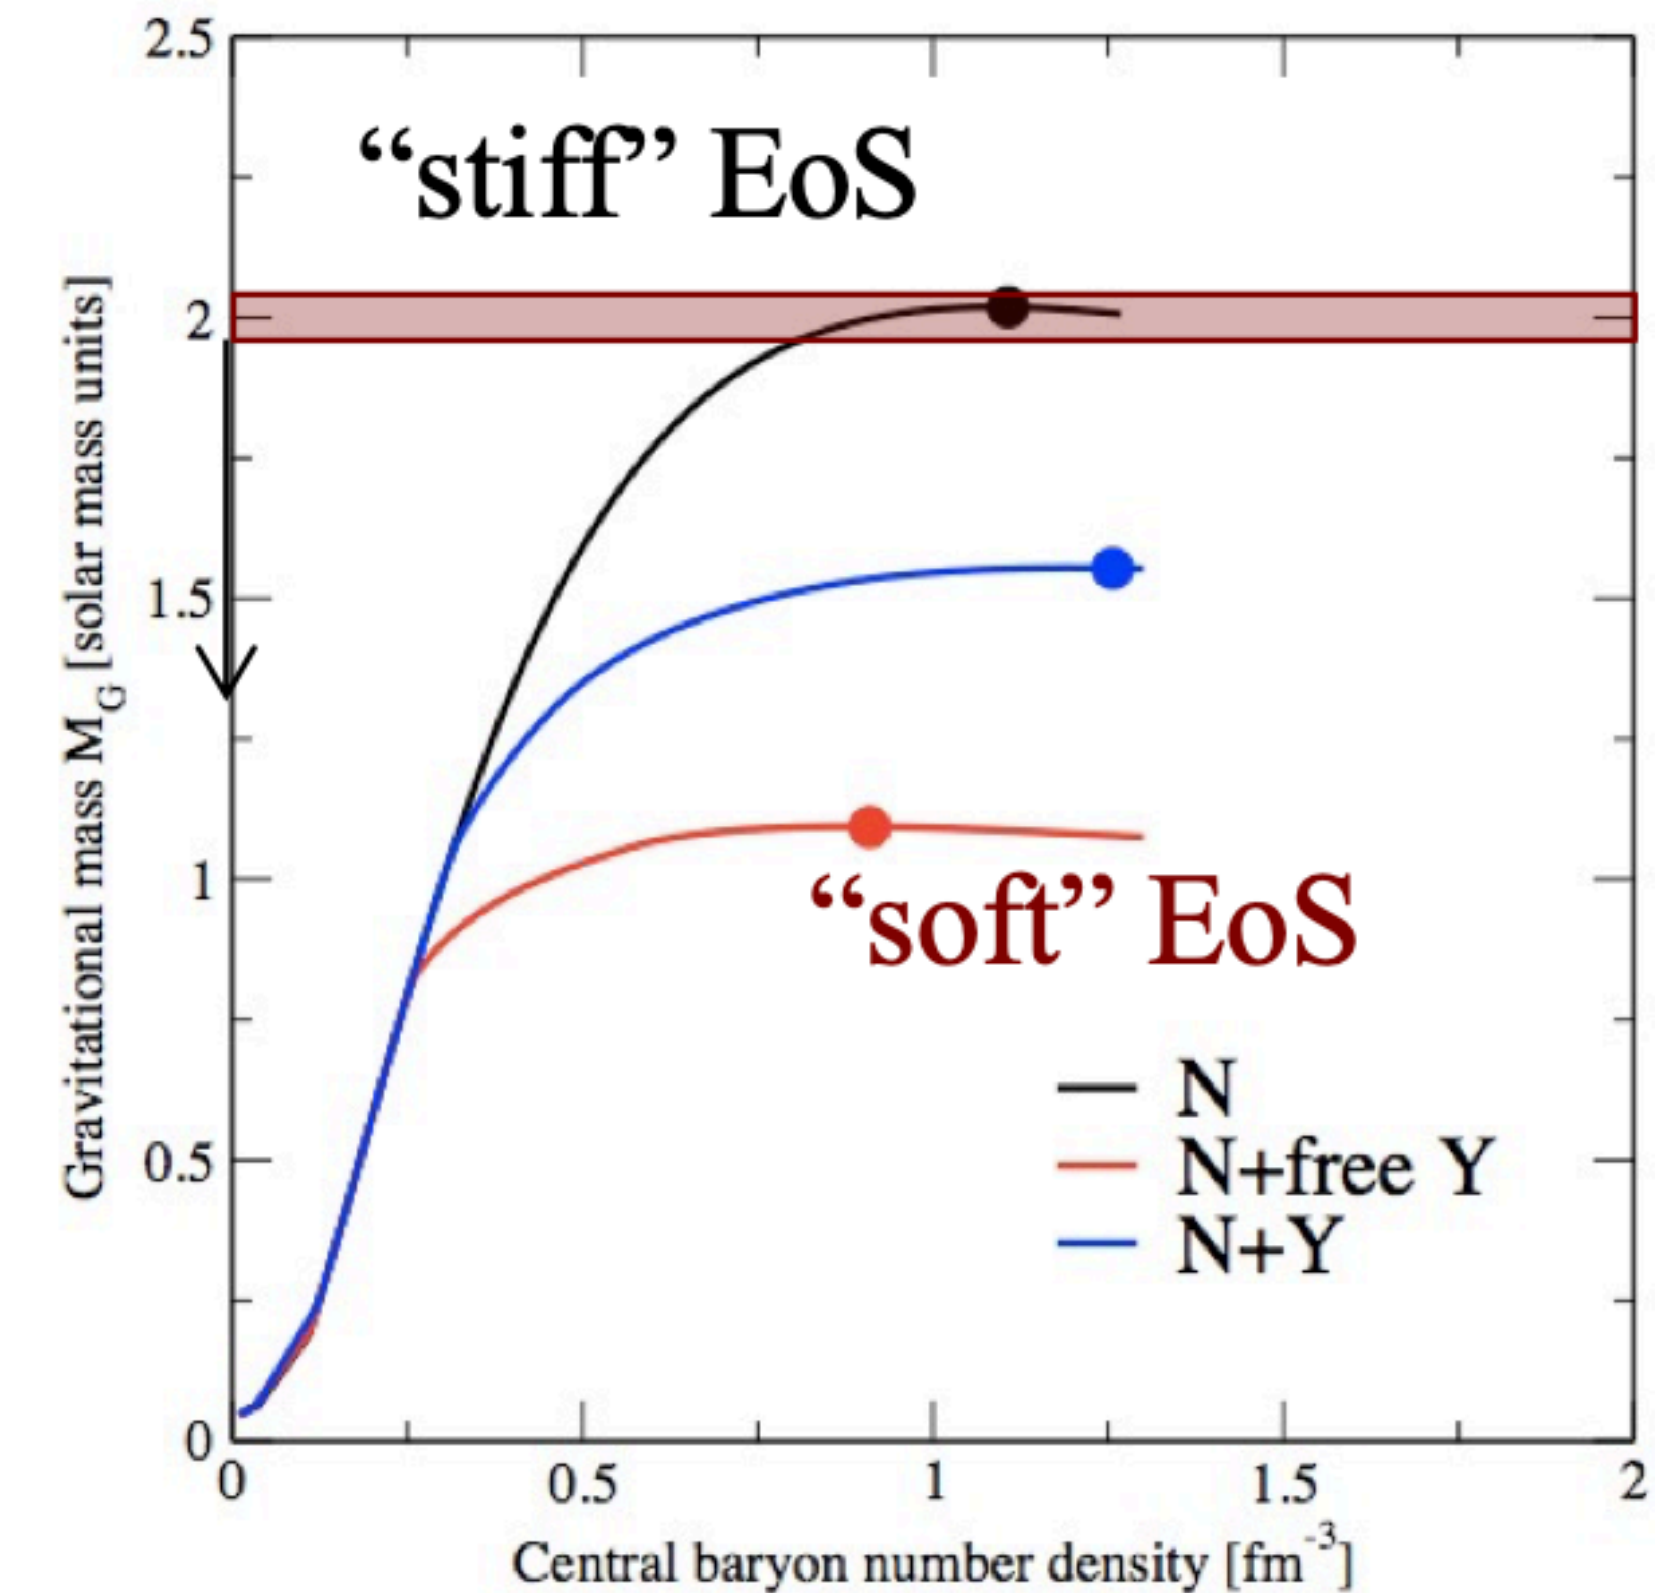 2.5
“stiff” EoS
2
1.5
1
“soft” EoS
0.5
0
N
N+free Y
N+Y
0 0.5 1 1.5 2
Central baryon number density [fm⁻³]
Gravitational mass M_G [solar mass units]